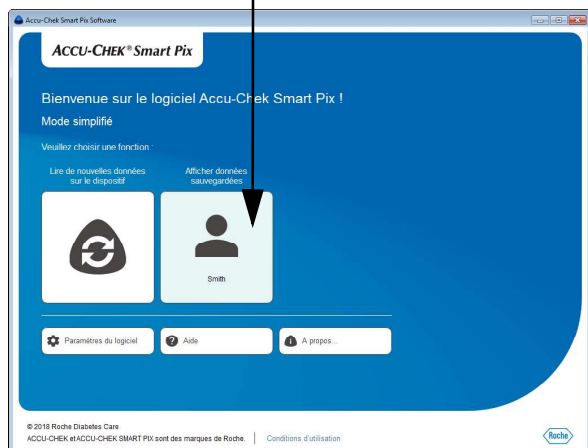 Accu-Chek Smart Pix Software
ACCU-CHEK® Smart Pix
Bienvenue sur le logiciel Accu-Chek Smart Pix !
Mode simplifié
Veuillez choisir une fonction :
Lire de nouvelles données
sur le dispositif
Afficher données
sauvegardées
Smith
Paramètres du logiciel
Aide
A propos...
© 2018 Roche Diabetes Care
ACCU-CHEK et ACCU-CHEK SMART PIX sont des marques de Roche.
Conditions d'utilisation
Roche